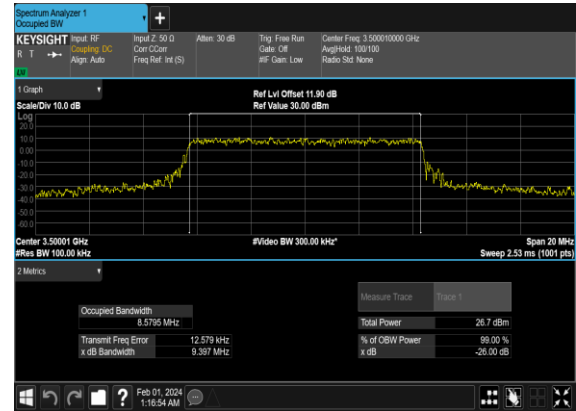 Spectrum Analyzer 1
Occupied BW
KEYSIGHT Input: RF Input Z: 50 Ω Atten: 30 dB Trig: Free Run Center Freq: 3.500010000 GHz
R T Coupling: DC Corr CCorr Gate: Off Avg|Hold: 100/100
Align: Auto Freq Ref: Int (S) #IF Gain: Low Radio Std: None
1 Graph
Ref Lvl Offset 11.90 dB
Scale/Div 10.0 dB Ref Value 30.00 dBm
Log
20.0
10.0
0.00
-10.0
-20.0
-30.0
-40.0
-50.0
-60.0
Center 3.50001 GHz #Video BW 300.00 kHz* Span 20 MHz
#Res BW 100.00 kHz Sweep 2.53 ms (1001 pts)
2 Metrics
Measure Trace Trace 1
Occupied Bandwidth
8.5795 MHz Total Power 26.7 dBm
Transmit Freq Error 12.579 kHz % of OBW Power 99.00 %
x dB Bandwidth 9.397 MHz x dB -26.00 dB
Feb 01, 2024
1:16:54 AM